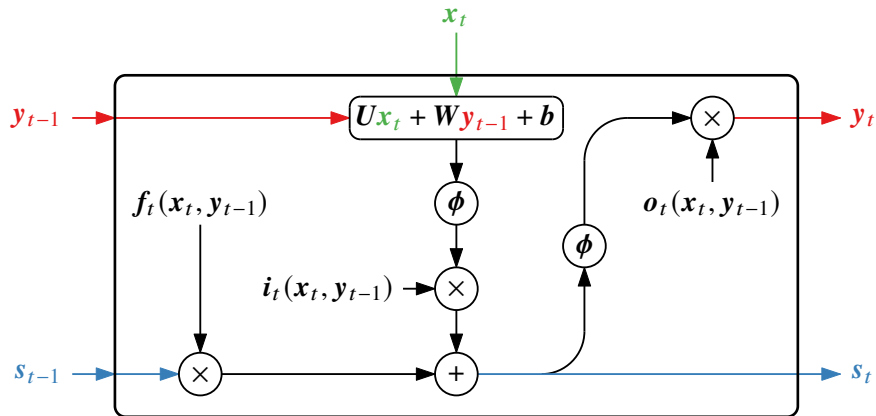 x_t
y_{t−1}
Ux_t + Wy_{t−1} + b
×
y_t
f_t(x_t, y_{t−1})
ϕ
o_t(x_t, y_{t−1})
ϕ
i_t(x_t, y_{t−1})
×
s_{t−1}
×
+
s_t